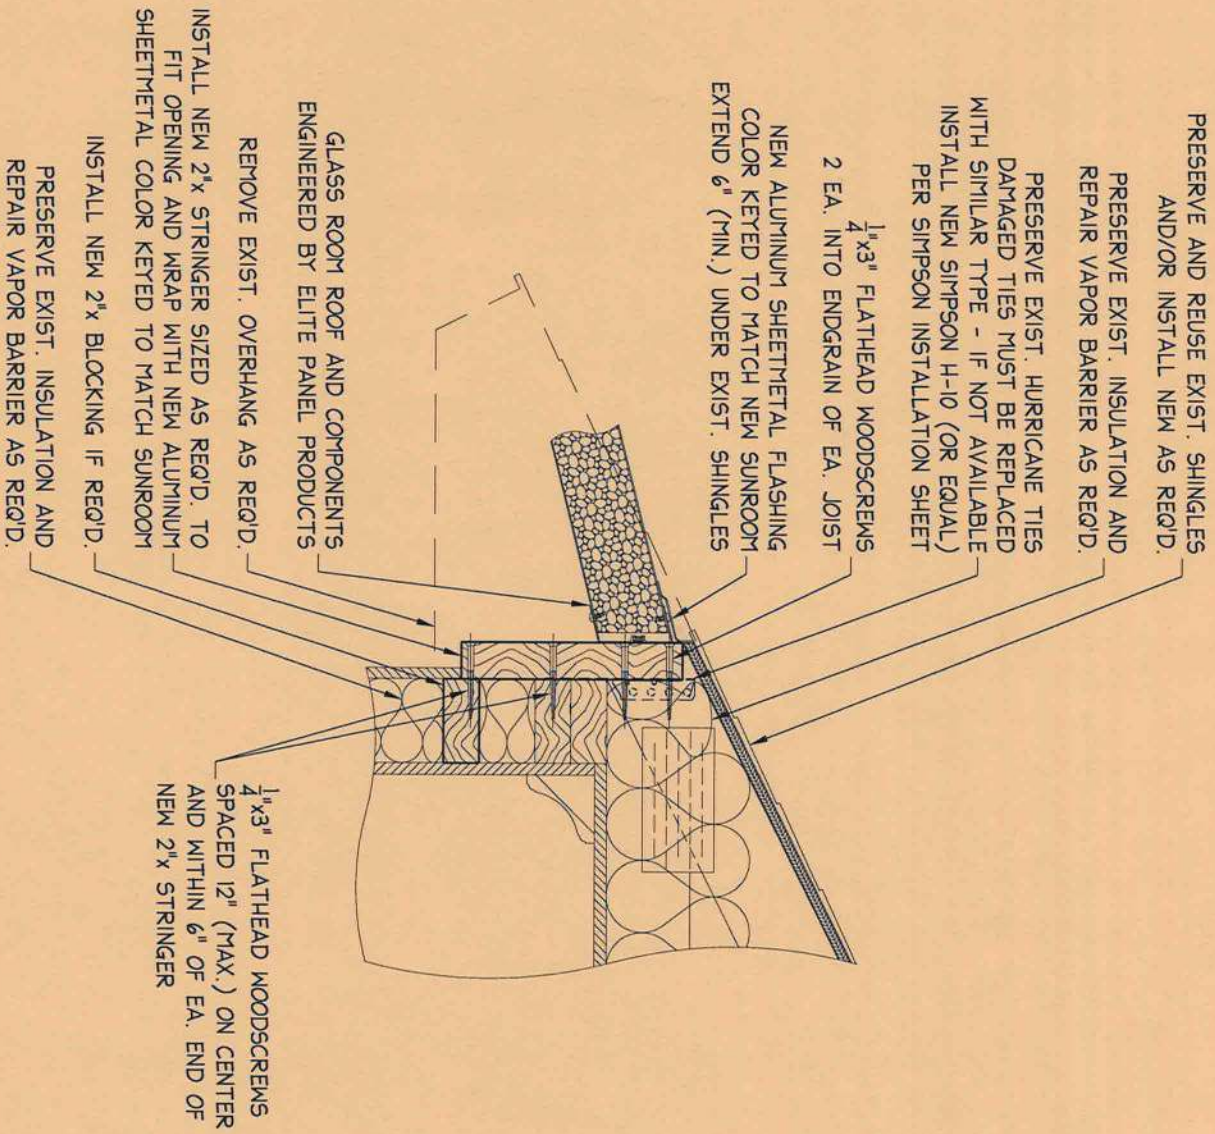 PRESERVE AND REUSE EXIST. SHINGLES
AND/OR INSTALL NEW AS REQ'D.
PRESERVE EXIST. INSULATION AND
REPAIR VAPOR BARRIER AS REQ'D.
PRESERVE EXIST. HURRICANE TIES
DAMAGED TIES MUST BE REPLACED
WITH SIMILAR TYPE - IF NOT AVAILABLE
INSTALL NEW SIMPSON H-10 (OR EQUAL)
PER SIMPSON INSTALLATION SHEET
1/4"x3" FLATHEAD WOODSCREWS
2 EA. INTO ENDGRAIN OF EA. JOIST
NEW ALUMINUM SHEETMETAL FLASHING
COLOR KEYED TO MATCH NEW SUNROOM
EXTEND 6" (MIN.) UNDER EXIST. SHINGLES
GLASS ROOM ROOF AND COMPONENTS
ENGINEERED BY ELITE PANEL PRODUCTS
REMOVE EXIST. OVERHANG AS REQ'D.
INSTALL NEW 2"x STRINGER SIZED AS REQ'D. TO
FIT OPENING AND WRAP WITH NEW ALUMINUM
SHEETMETAL COLOR KEYED TO MATCH SUNROOM
INSTALL NEW 2"x BLOCKING IF REQ'D.
PRESERVE EXIST. INSULATION AND
REPAIR VAPOR BARRIER AS REQ'D.
1/4"x3" FLATHEAD WOODSCREWS
SPACED 12" (MAX.) ON CENTER
AND WITHIN 6" OF EA. END OF
NEW 2"x STRINGER